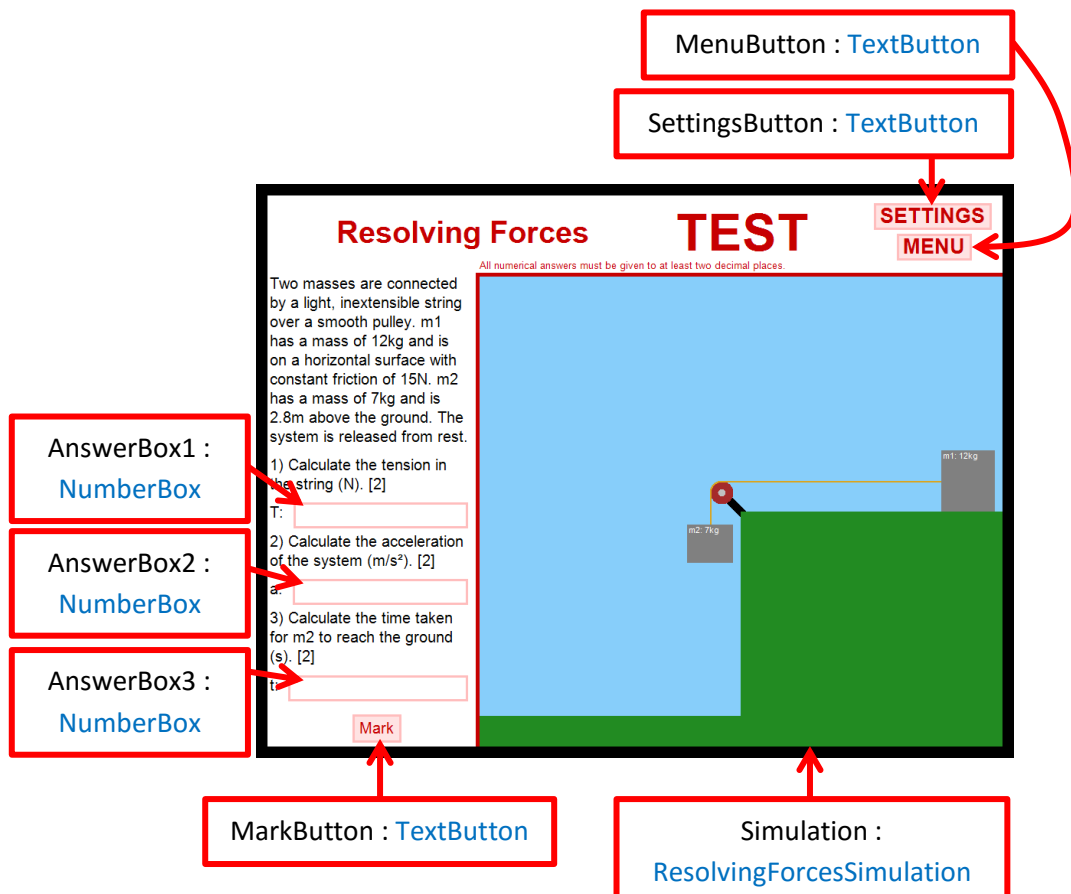 MenuButton : TextButton
SettingsButton : TextButton
Resolving Forces
TEST
SETTINGS
MENU
All numerical answers must be given to at least two decimal places.
Two masses are connected
by a light, inextensible string
over a smooth pulley. m1
has a mass of 12kg and is
on a horizontal surface with
constant friction of 15N. m2
has a mass of 7kg and is
2.8m above the ground. The
system is released from rest.
1) Calculate the tension in
the string (N). [2]
T:
2) Calculate the acceleration
of the system (m/s²). [2]
a:
3) Calculate the time taken
for m2 to reach the ground
(s). [2]
t:
Mark
m1: 12kg
m2: 7kg
AnswerBox1 :
NumberBox
AnswerBox2 :
NumberBox
AnswerBox3 :
NumberBox
MarkButton : TextButton
Simulation :
ResolvingForcesSimulation